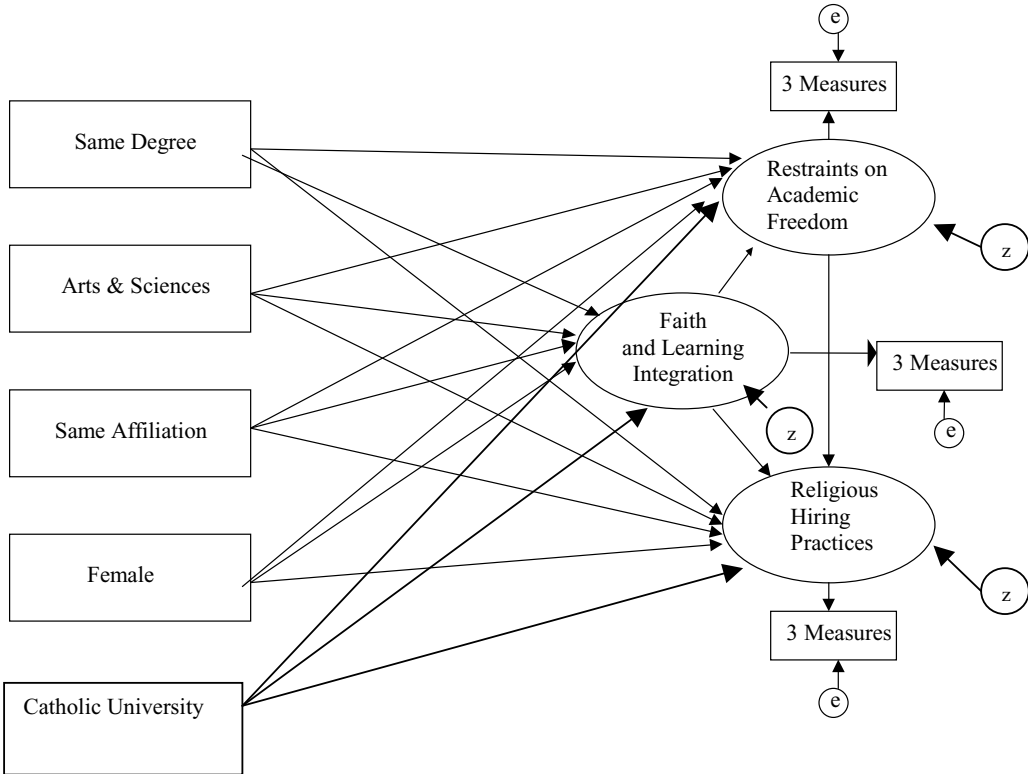 e
3 Measures
Same Degree
Restraints on
Academic
Freedom
z
Arts & Sciences
Faith
and Learning
Integration
3 Measures
e
z
Same Affiliation
Religious
Hiring
Practices
Female
z
3 Measures
e
Catholic University